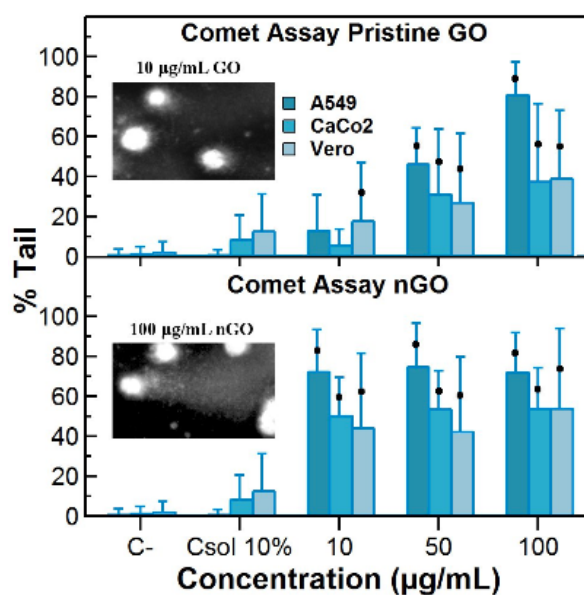 Comet Assay Pristine GO
10 µg/mL GO
A549
CaCo2
Vero
100
80
60
40
20
0
% Tail
Comet Assay nGO
100 µg/mL nGO
100
80
60
40
20
0
C- Csol 10% 10 50 100
Concentration (µg/mL)